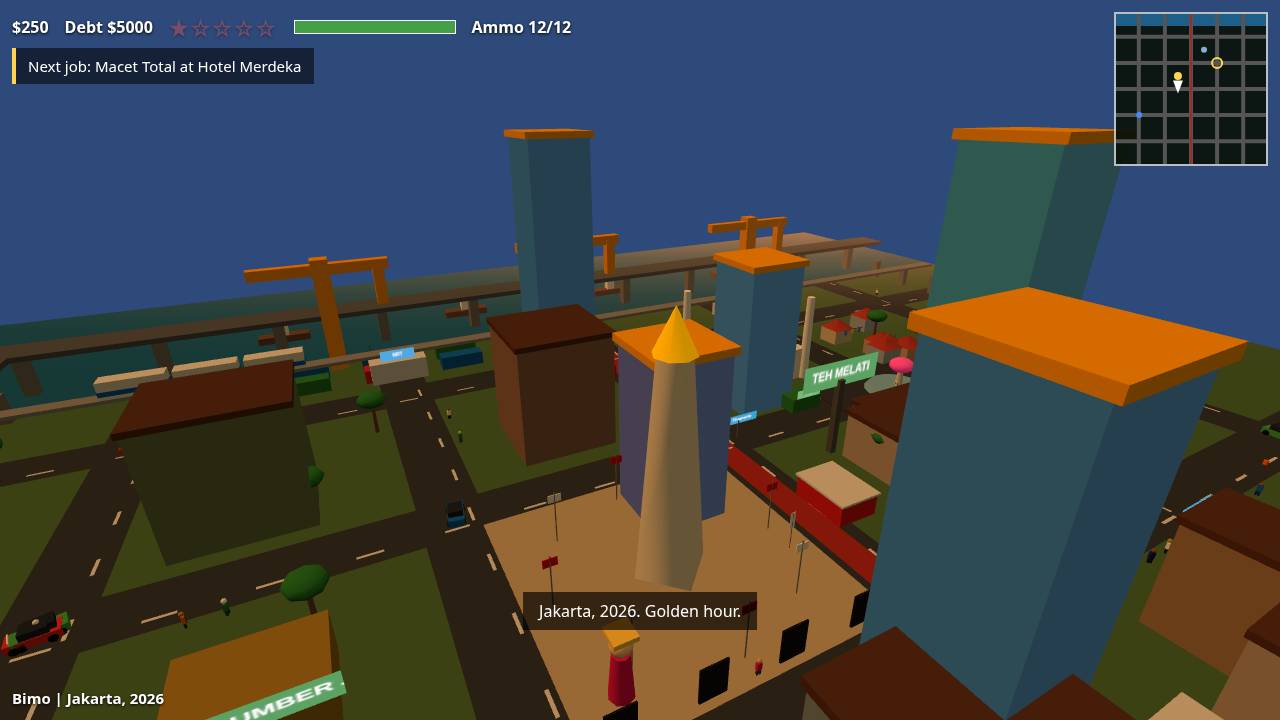 $250 Debt $5000 Ammo 12/12
Next job: Macet Total at Hotel Merdeka
TEH MELATI
Jakarta, 2026. Golden hour.
UMBER
Bimo | Jakarta, 2026